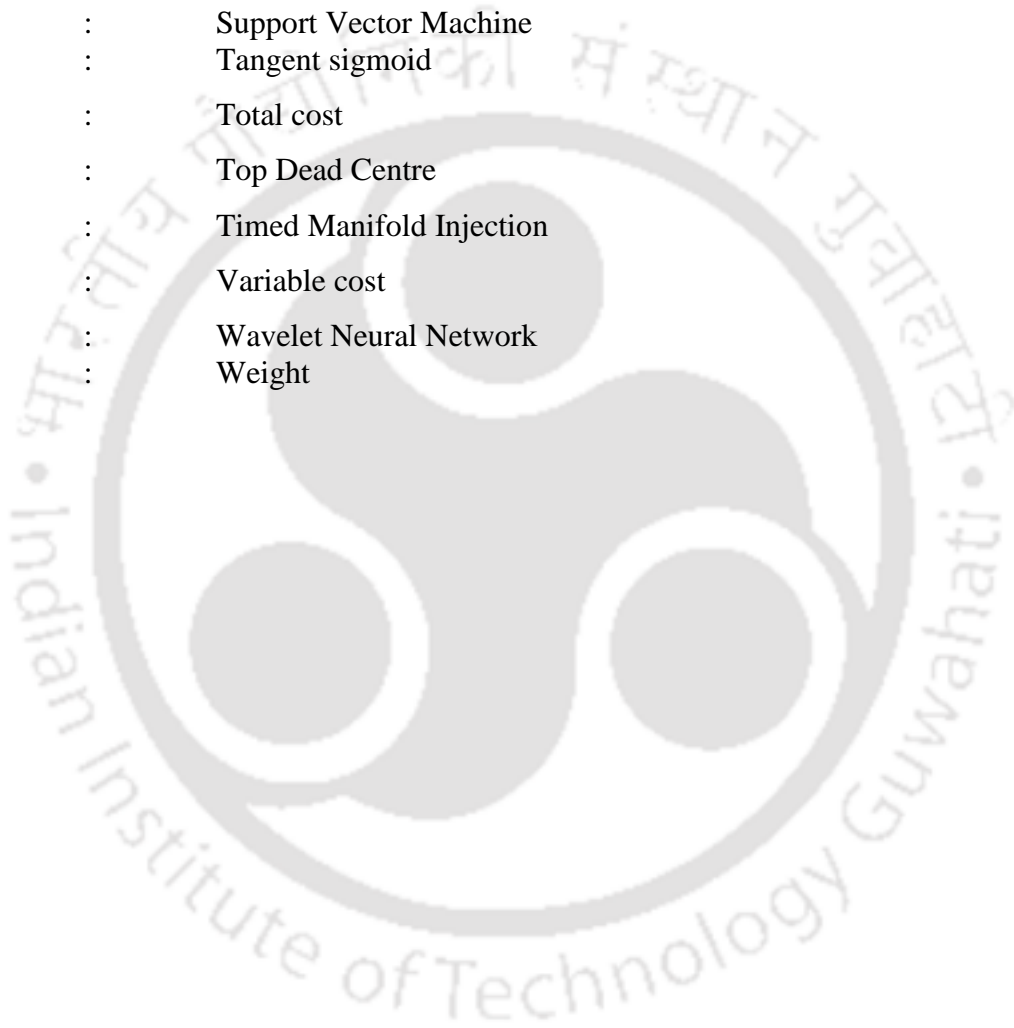 : Support Vector Machine
: Tangent sigmoid
: Total cost
: Top Dead Centre
: Timed Manifold Injection
: Variable cost
: Wavelet Neural Network
: Weight
भारतीय प्रौद्योगिकी संस्थान गुवाहाटी
• Indian Institute of Technology Guwahati •